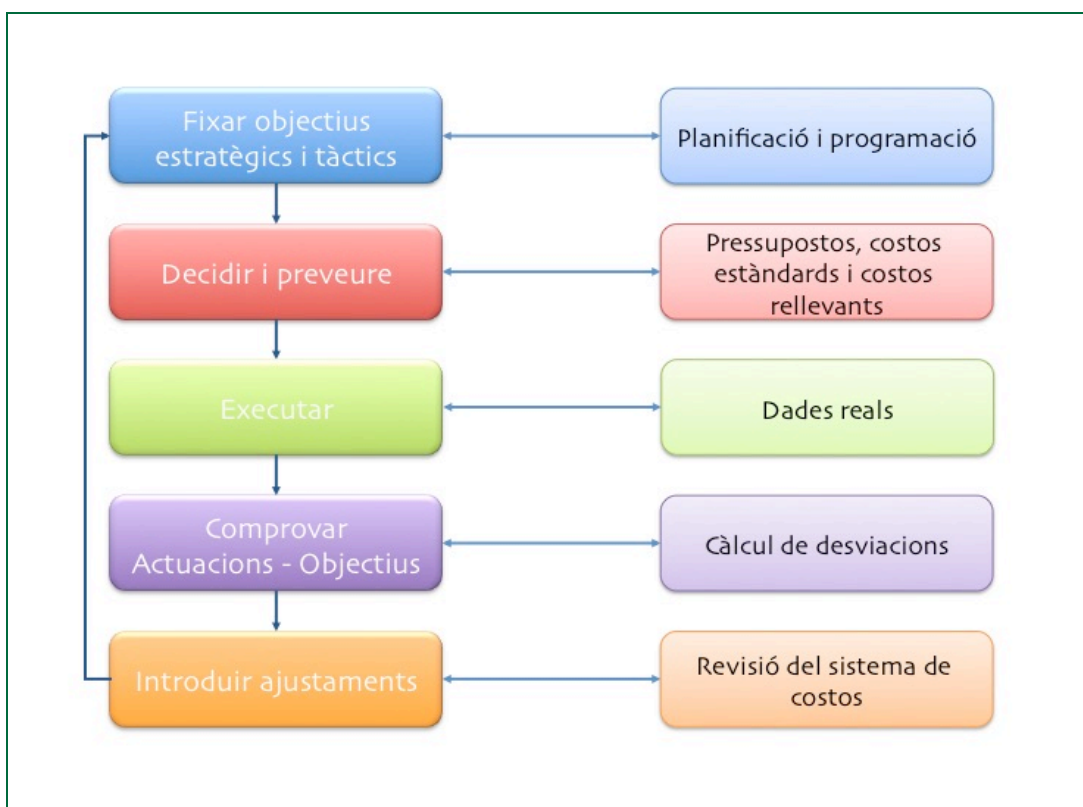 Fixar objectius
estratègics i tàctics
Planificació i programació
Decidir i preveure
Pressupostos, costos
estàndards i costos
rellevants
Executar
Dades reals
Comprovar
Actuacions - Objectius
Càlcul de desviacions
Introduir ajustaments
Revisió del sistema de
costos